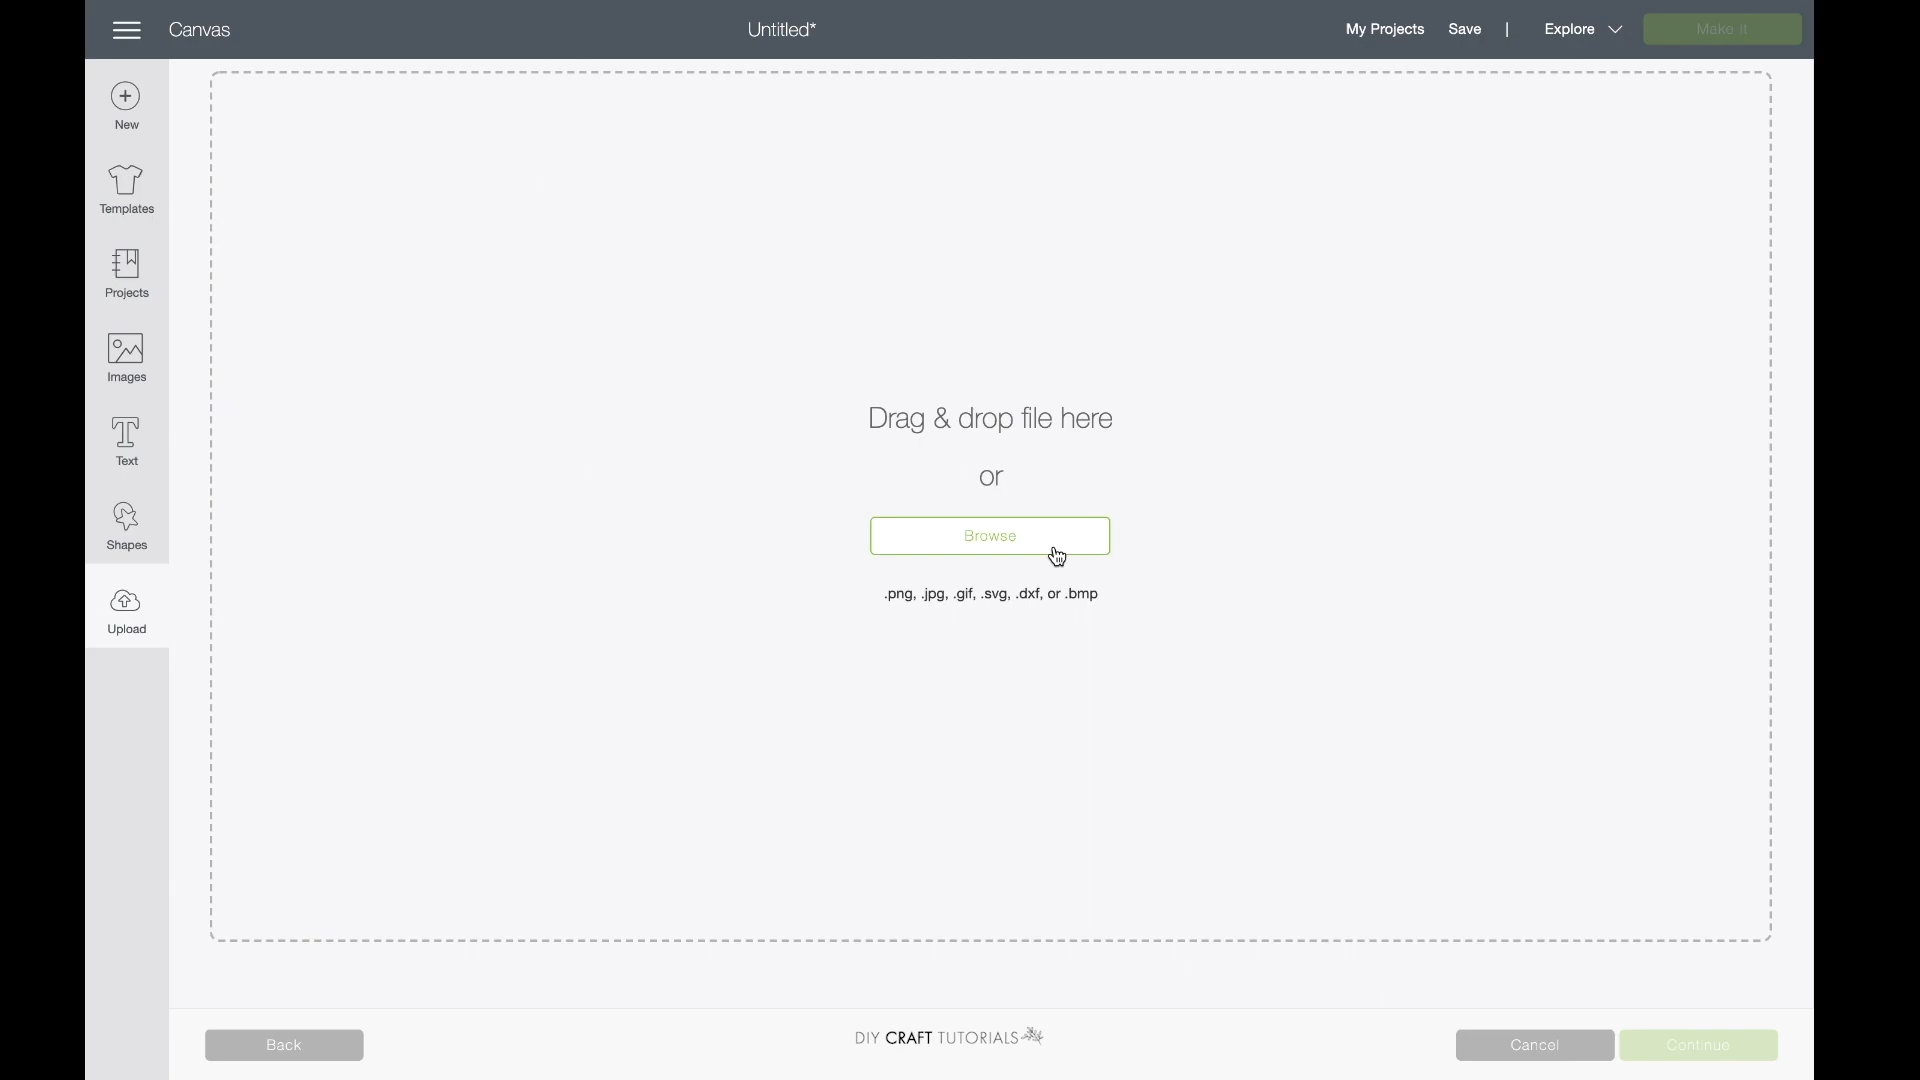 Canvas
Untitled*
My Projects
Save
|
Explore
Make It
New
Templates
Projects
Images
Text
Shapes
Upload
Drag & drop file here
or
Browse
.png, .jpg, .gif, .svg, .dxf, or .bmp
Back
DIY CRAFT TUTORIALS
Cancel
Continue